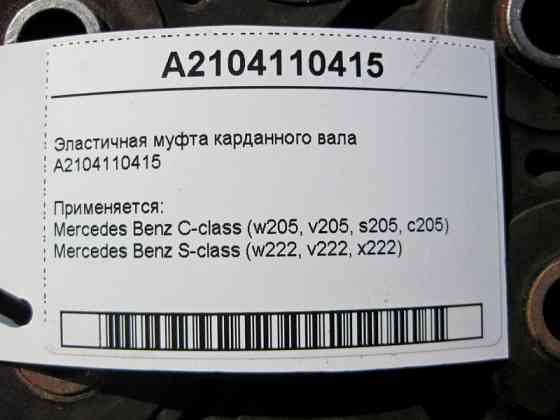 A2104110415
Эластичная муфта карданного вала
A2104110415
Применяется:
Mercedes Benz C-class (w205, v205, s205, c205)
Mercedes Benz S-class (w222, v222, x222)